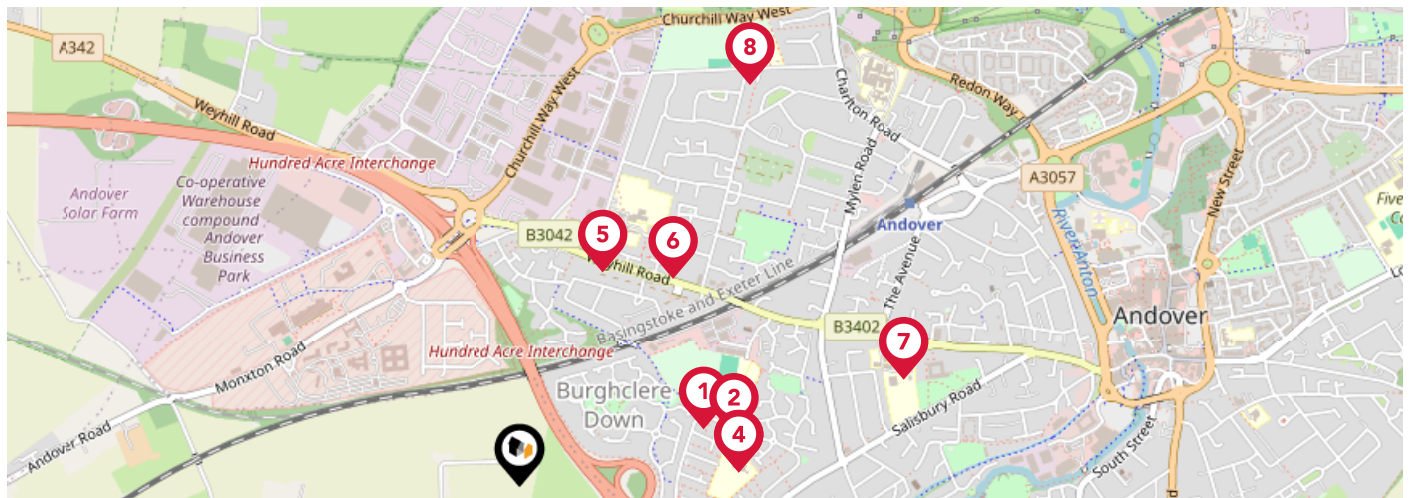 Churchill Way West
A342
8
Redon Way
Charlton Road
Weyhill Road
Churchill Way West
Hundred Acre Interchange
Mylen Road
A3057
New Street
Andover
Solar Farm
Co-operative
Warehouse
compound
Andover
Business
Park
Five
Co
Andover
River Anton
B3042
5
6
Weyhill Road
The Avenue
Basingstoke and Exeter Line
Andover
B3402
7
Hundred Acre Interchange
Monxton Road
Burghclere
Down
1
2
4
Salisbury Road
Andover Road
South Street